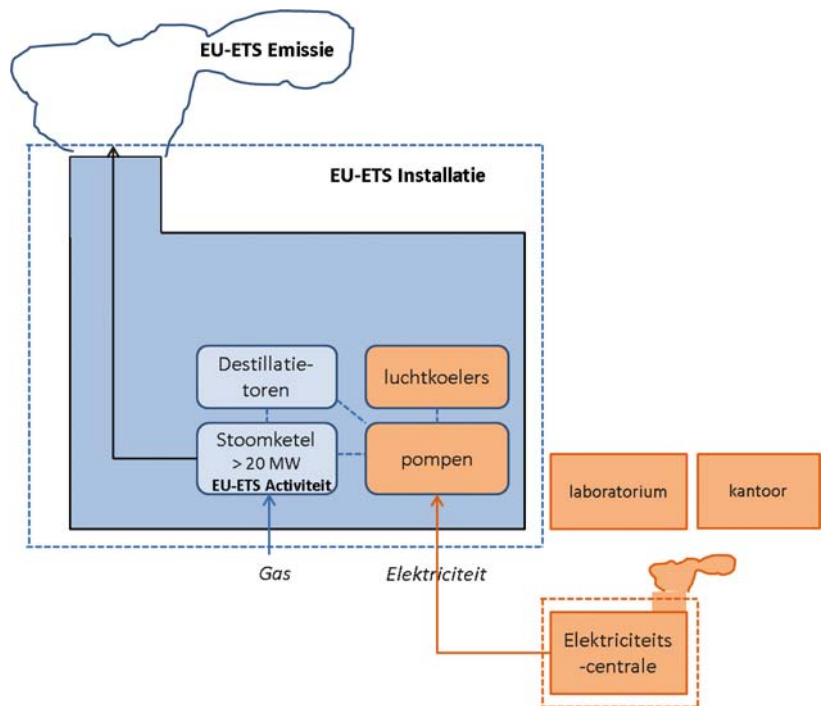 EU-ETS Emissie
EU-ETS Installatie
Destillatie-
toren
luchtkoelers
Stoomketel
> 20 MW
EU-ETS Activiteit
pompen
laboratorium
kantoor
Gas
Elektriciteit
Elektriciteits
-centrale